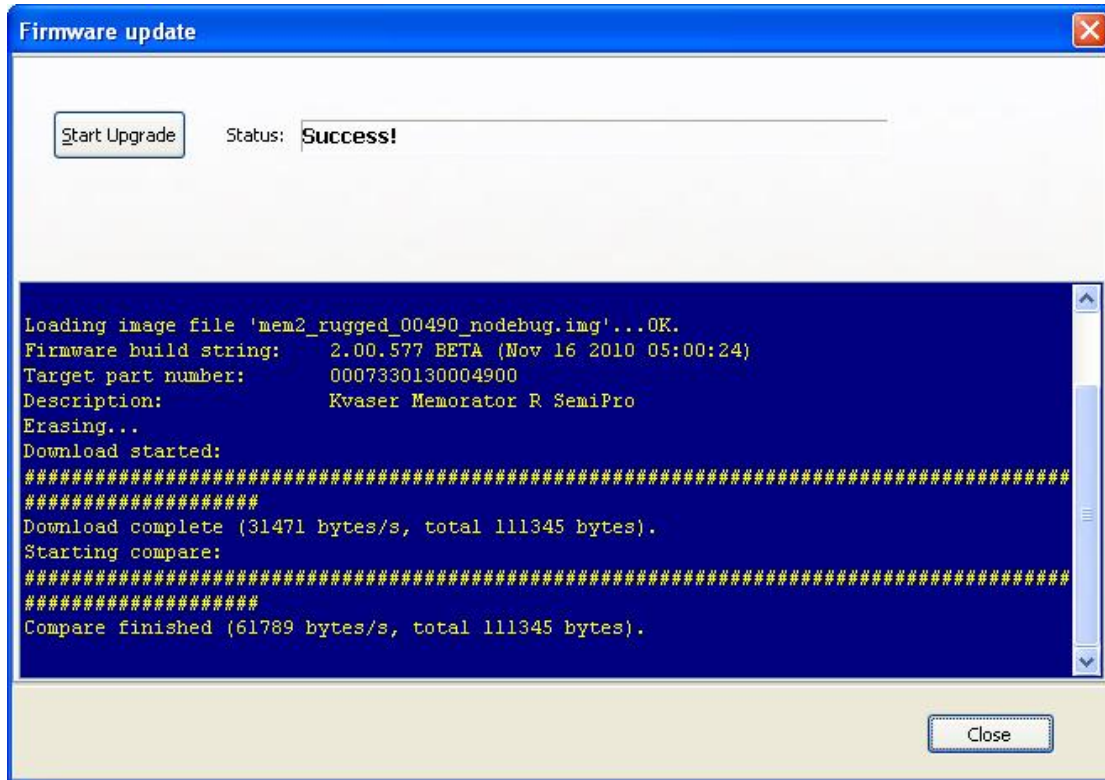 Firmware update
Start Upgrade
Status:
Success!
Loading image file 'mem2_rugged_00490_nodebug.img'...OK.
Firmware build string: 2.00.577 BETA (Nov 16 2010 05:00:24)
Target part number: 0007330130004900
Description: Kvaser Memorator R SemiPro
Erasing...
Download started:
##########################################################################################
####################
Download complete (31471 bytes/s, total 111345 bytes).
Starting compare:
##########################################################################################
####################
Compare finished (61789 bytes/s, total 111345 bytes).
Close